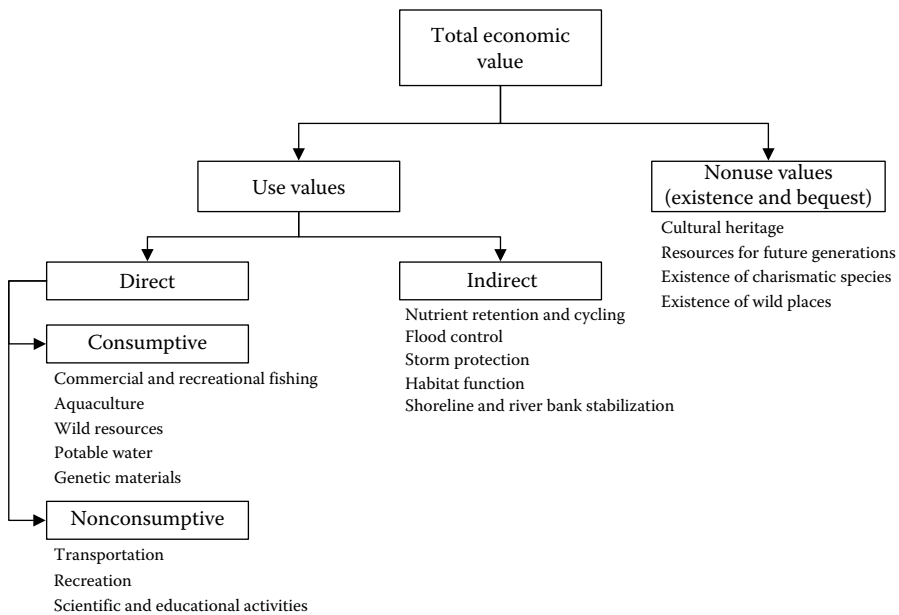 Total economic
value
Use values
Nonuse values
(existence and bequest)
Cultural heritage
Resources for future generations
Existence of charismatic species
Existence of wild places
Direct
Indirect
Nutrient retention and cycling
Flood control
Storm protection
Habitat function
Shoreline and river bank stabilization
Consumptive
Commercial and recreational fishing
Aquaculture
Wild resources
Potable water
Genetic materials
Nonconsumptive
Transportation
Recreation
Scientific and educational activities